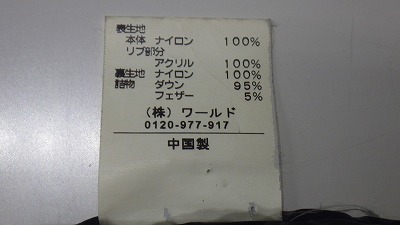 表生地
本体 ナイロン 100%
リブ部分
アクリル 100%
裏生地 ナイロン 100%
詰物 ダウン 95%
フェザー 5%
(株) ワールド
0120-977-917
中国製